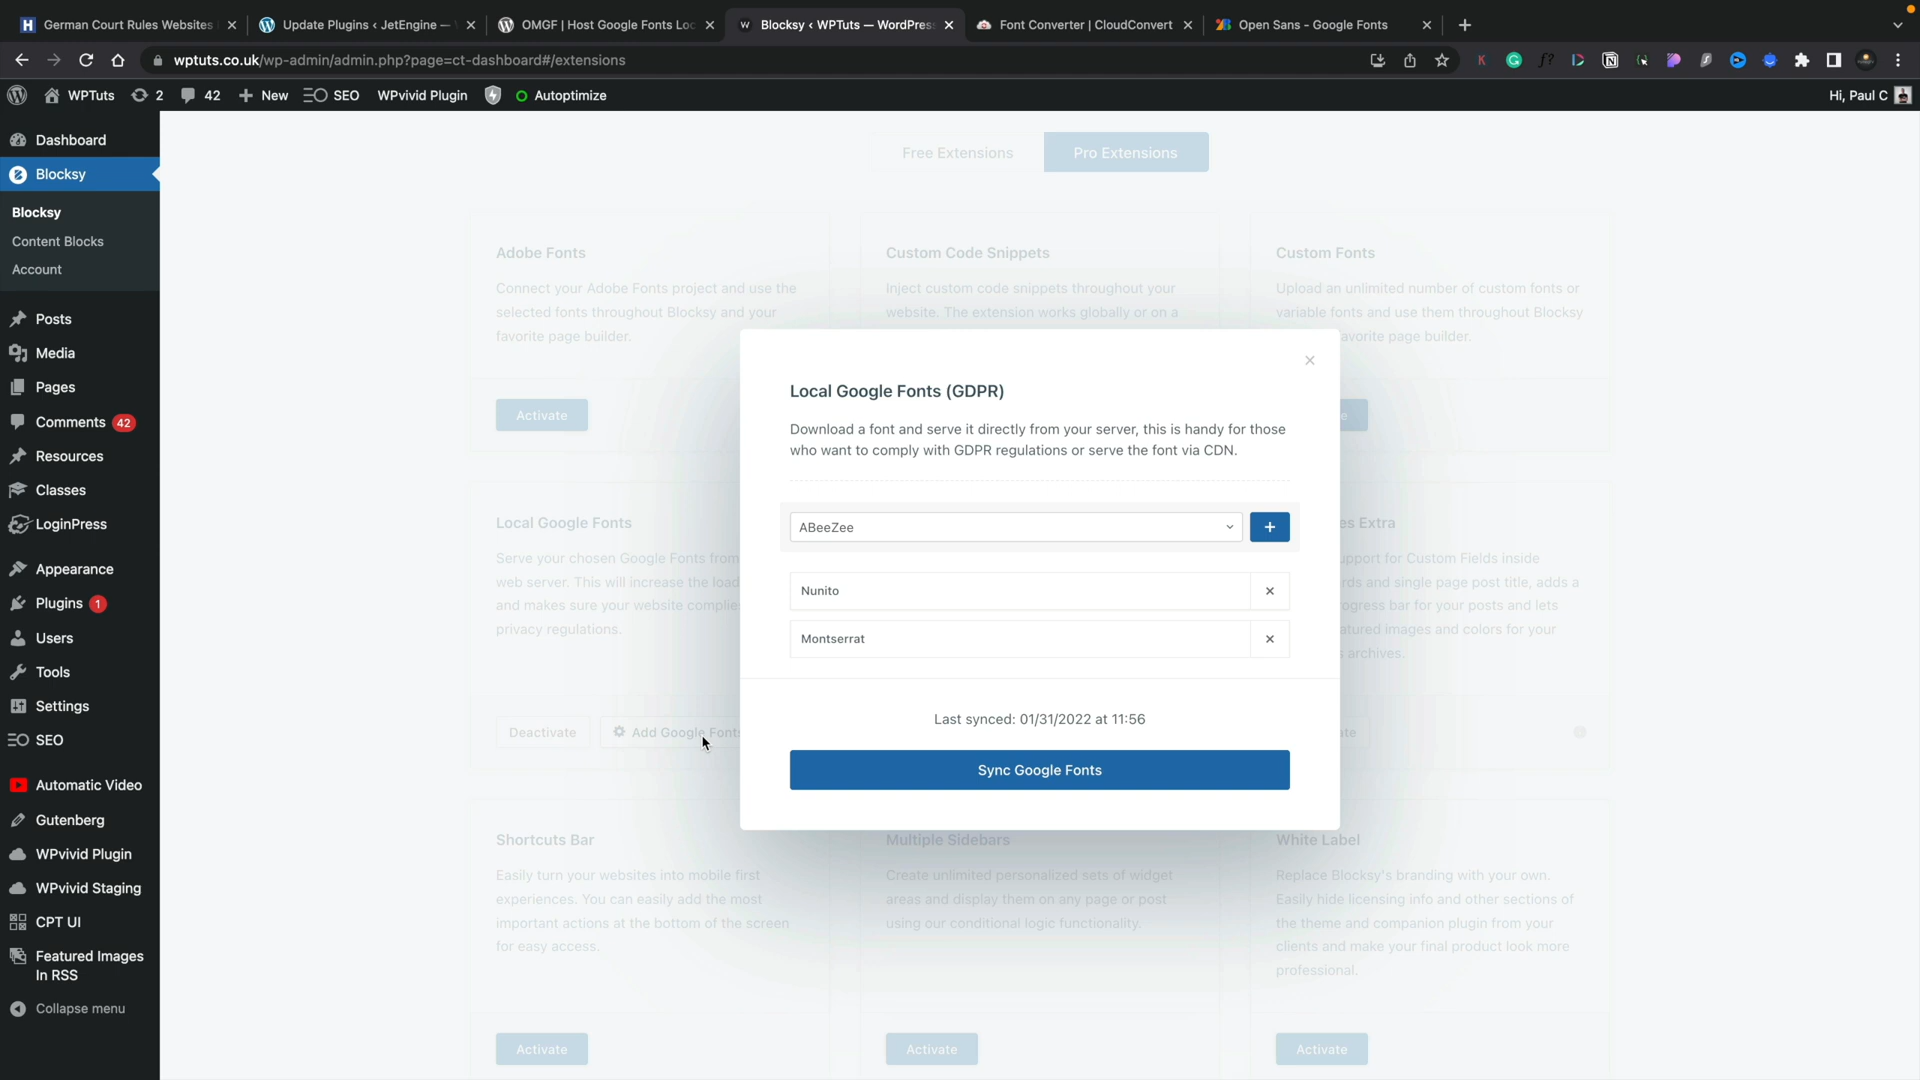 German Court Rules Websites
Update Plugins ‹ JetEngine —
OMGF | Host Google Fonts Loc
Blocksy ‹ WPTuts — WordPress
Font Converter | CloudConvert
Open Sans - Google Fonts
wptuts.co.uk/wp-admin/admin.php?page=ct-dashboard#/extensions
WPTuts 2 42 New SEO WPvivid Plugin Autoptimize Hi, Paul C
Dashboard
Blocksy
Blocksy
Content Blocks
Account
Posts
Media
Pages
Comments 42
Resources
Classes
LoginPress
Appearance
Plugins 1
Users
Tools
Settings
SEO
Automatic Video
Gutenberg
WPvivid Plugin
WPvivid Staging
CPT UI
Featured Images
In RSS
Collapse menu
Free Extensions Pro Extensions
Adobe Fonts
Connect your Adobe Fonts project and use the
selected fonts throughout Blocksy and your
favorite page builder.
Activate
Custom Code Snippets
Inject custom code snippets throughout your
website. The extension works globally or on a
Custom Fonts
Upload an unlimited number of custom fonts or
variable fonts and use them throughout Blocksy
avorite page builder.
e
Local Google Fonts
Serve your chosen Google Fonts from
web server. This will increase the load
and makes sure your website complie
privacy regulations.
Deactivate Add Google Fonts
Local Google Fonts (GDPR)
Download a font and serve it directly from your server, this is handy for those
who want to comply with GDPR regulations or serve the font via CDN.
ABeeZee
Nunito
Montserrat
Last synced: 01/31/2022 at 11:56
Sync Google Fonts
es Extra
pport for Custom Fields inside
rds and single page post title, adds a
ogress bar for your posts and lets
atured images and colors for your
archives.
te
Shortcuts Bar
Easily turn your websites into mobile first
experiences. You can easily add the most
important actions at the bottom of the screen
for easy access.
Activate
Multiple Sidebars
Create unlimited personalized sets of widget
areas and display them on any page or post
using our conditional logic functionality.
Activate
White Label
Replace Blocksy's branding with your own.
Easily hide licensing info and other sections of
the theme and companion plugin from your
clients and make your final product look more
professional.
Activate